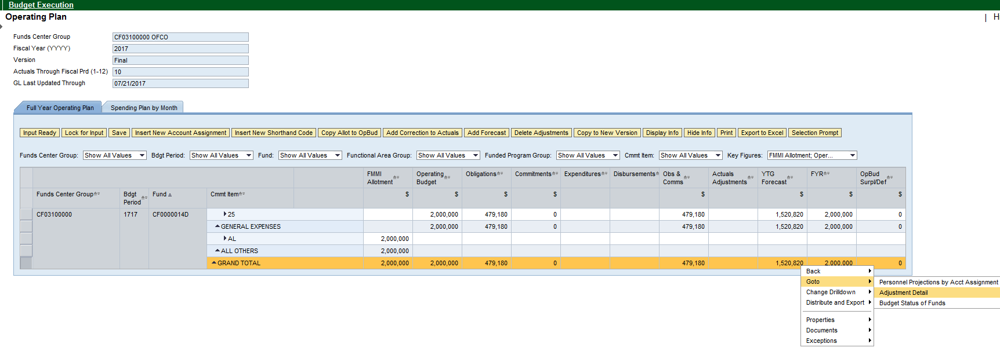 Budget Execution
Operating Plan | Hi
Funds Center Group CF03100000 OFCO
Fiscal Year (YYYY) 2017
Version Final
Actuals Through Fiscal Prd (1-12) 10
GL Last Updated Through 07/21/2017
Full Year Operating Plan Spending Plan by Month
Input Ready Lock for Input Save Insert New Account Assignment Insert New Shorthand Code Copy Allot to OpBud Add Correction to Actuals Add Forecast Delete Adjustments Copy to New Version Display Info Hide Info Print Export to Excel Selection Prompt
Funds Center Group: Show All Values Bdgt Period: Show All Values Fund: Show All Values Functional Area Group: Show All Values Funded Program Group: Show All Values Cmmt Item: Show All Values Key Figures: FMMI Allotment; Oper...
FMMI Operating Obligations Commitments Expenditures Disbursements Obs & Actuals YTG FYR OpBud
Allotment Budget Comms Adjustments Forecast Surpl/Def
Funds Center Group Bdgt Fund Cmmt Item $ $ $ $ $ $ $ $
Period
CF03100000 1717 CF0000014D 25 2,000,000 479,180 0 479,180 1,520,820 2,000,000 0
GENERAL EXPENSES 2,000,000 479,180 0 479,180 1,520,820 2,000,000 0
AL 2,000,000
ALL OTHERS 2,000,000
GRAND TOTAL 2,000,000 2,000,000 479,180 0 479,180 1,520,820 2,000,000 0
Back
Goto
Change Drilldown
Distribute and Export
Properties
Documents
Exceptions
Personnel Projections by Acct Assignment
Adjustment Detail
Budget Status of Funds